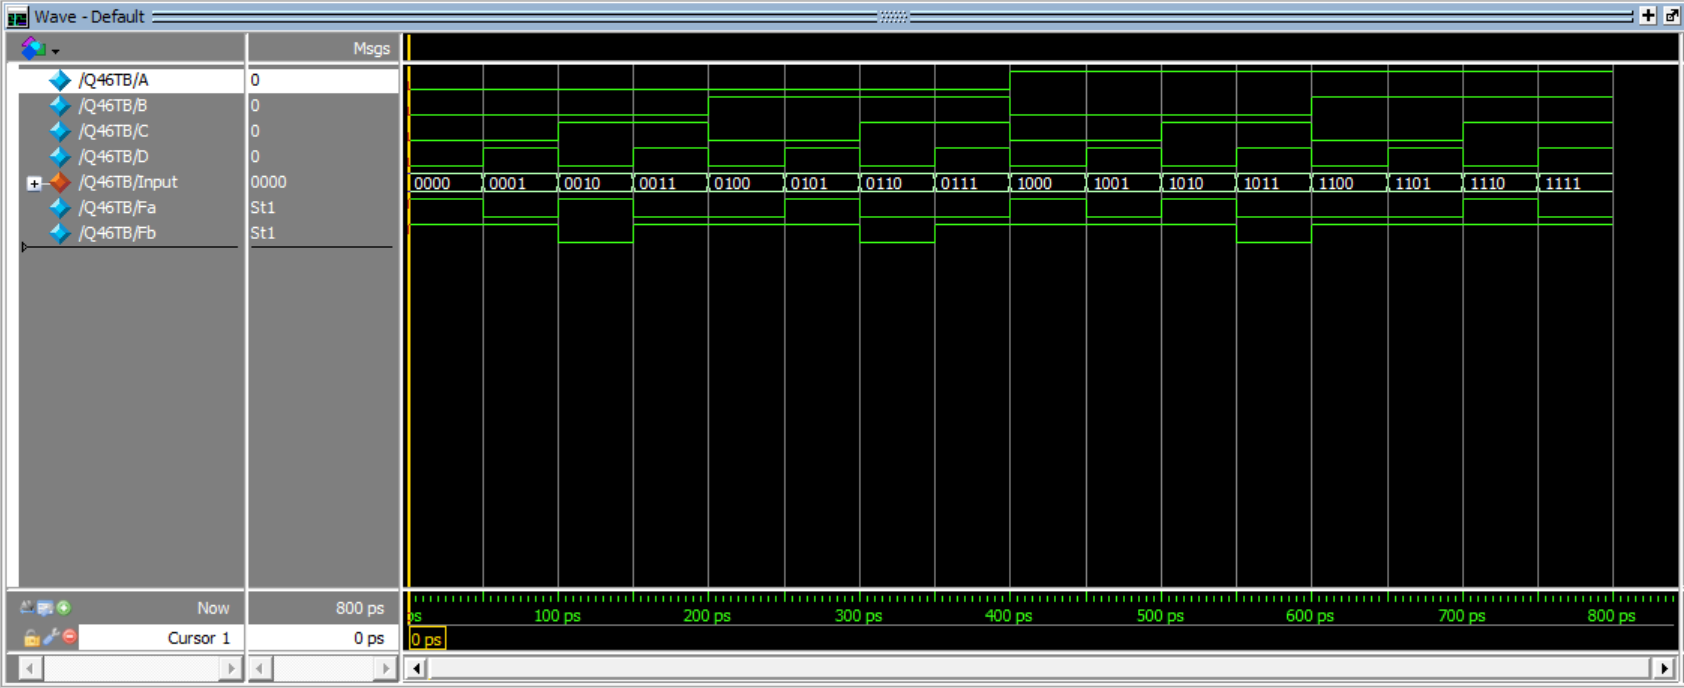 Wave - Default
Msgs
/Q46TB/A 0
/Q46TB/B 0
/Q46TB/C 0
/Q46TB/D 0
/Q46TB/Input 0000 0000 0001 0010 0011 0100 0101 0110 0111 1000 1001 1010 1011 1100 1101 1110 1111
/Q46TB/Fa St1
/Q46TB/Fb St1
Now 800 ps ps 100 ps 200 ps 300 ps 400 ps 500 ps 600 ps 700 ps 800 ps
Cursor 1 0 ps 0 ps